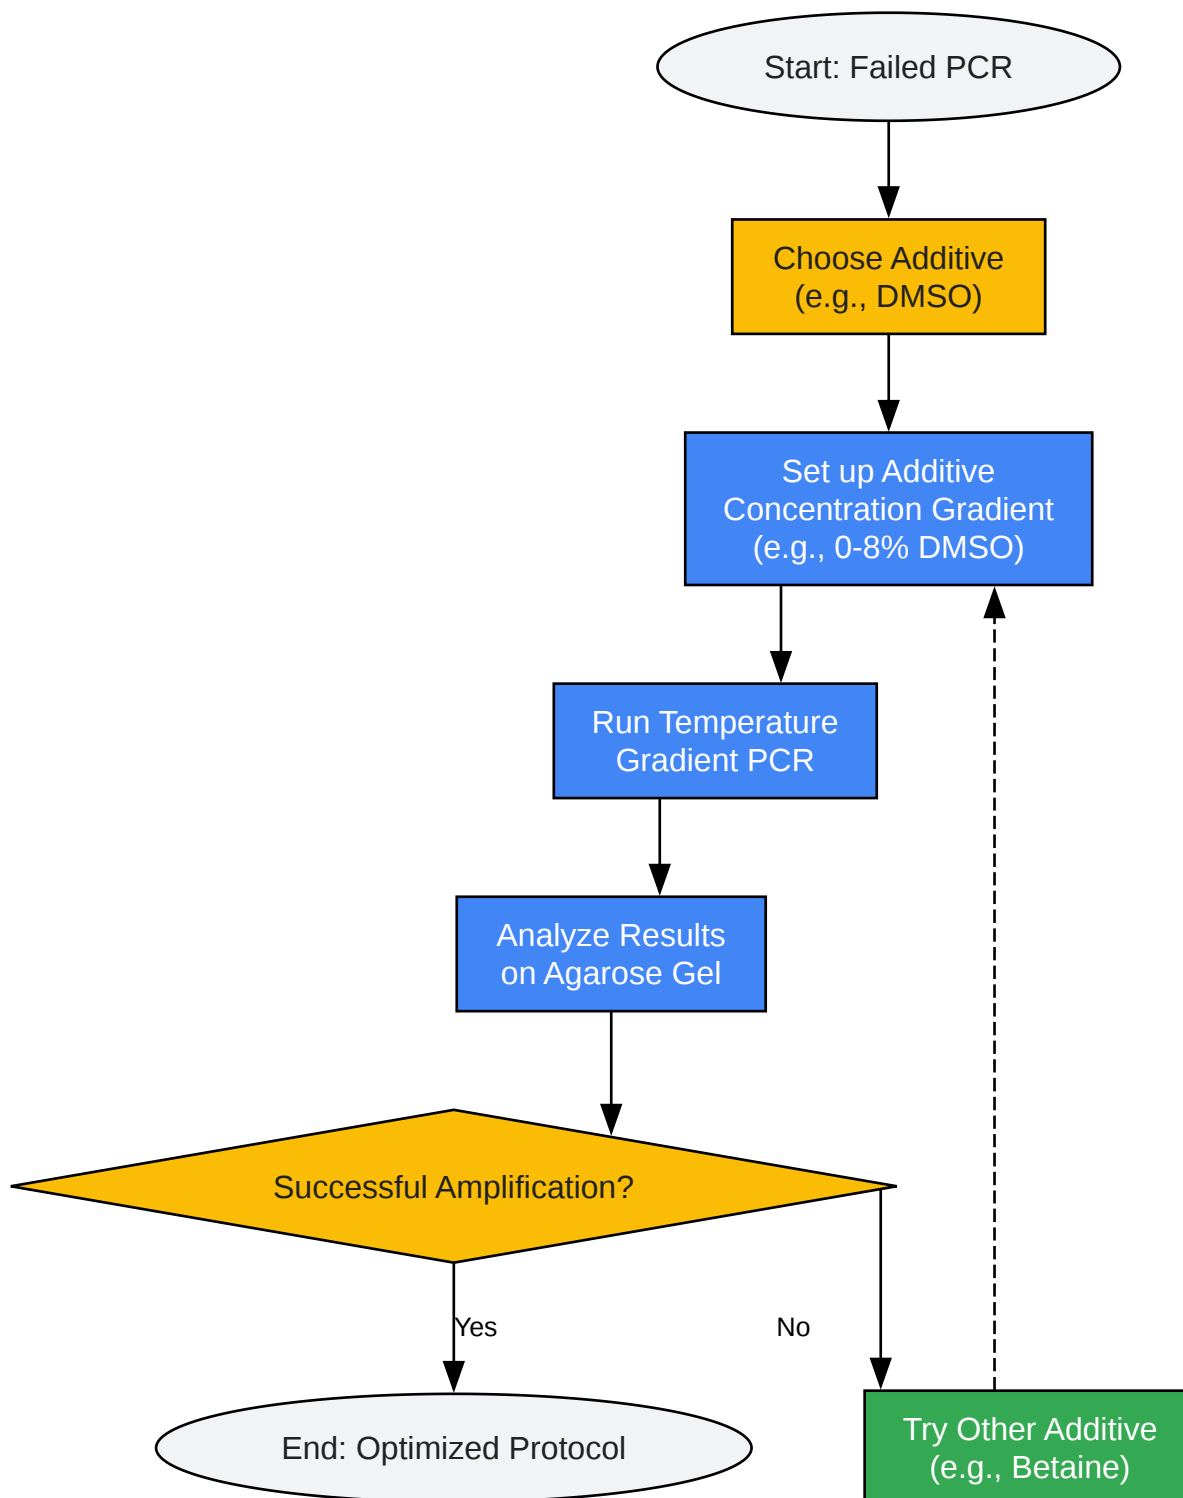 Start: Failed PCR
Choose Additive
(e.g., DMSO)
Set up Additive
Concentration Gradient
(e.g., 0-8% DMSO)
Run Temperature
Gradient PCR
Analyze Results
on Agarose Gel
Successful Amplification?
Yes
No
End: Optimized Protocol
Try Other Additive
(e.g., Betaine)